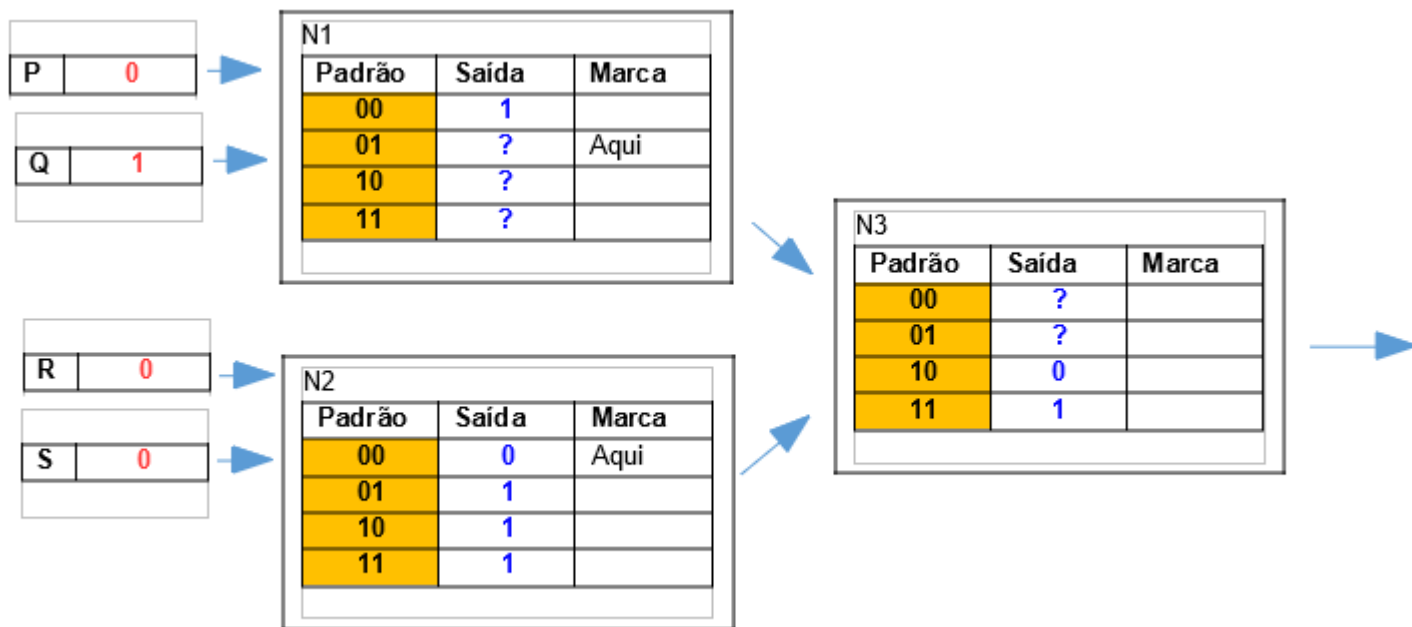 P 0
Q 1
N1
Padrão Saída Marca
00 1
01 ? Aqui
10 ?
11 ?
R 0
S 0
N2
Padrão Saída Marca
00 0 Aqui
01 1
10 1
11 1
N3
Padrão Saída Marca
00 ?
01 ?
10 0
11 1